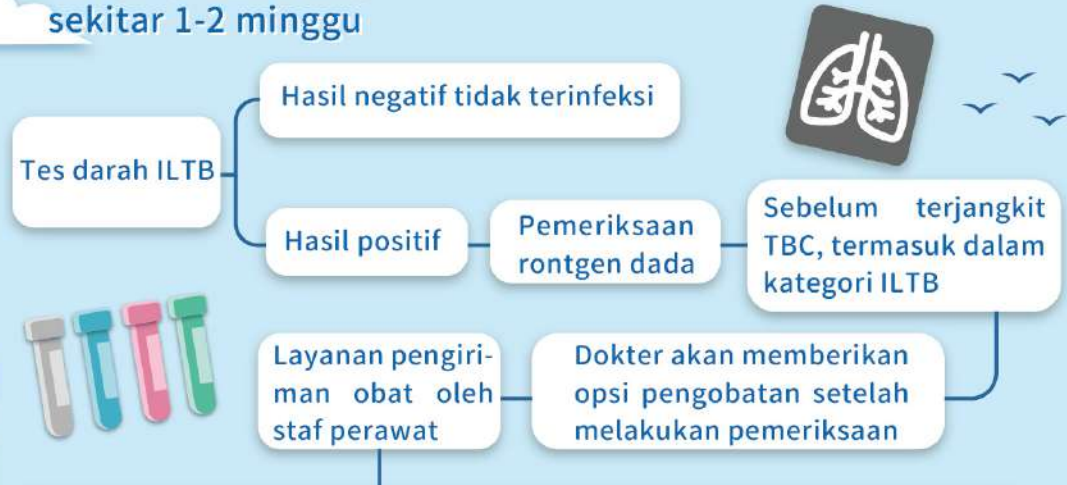 sekitar 1-2 minggu
Hasil negatif tidak terinfeksi
Tes darah ILTB
Hasil positif
Pemeriksaan
rontgen dada
Sebelum terjangkit
TBC, termasuk dalam
kategori ILTB
Dokter akan memberikan
opsi pengobatan setelah
melakukan pemeriksaan
Layanan pengiri-
man obat oleh
staf perawat